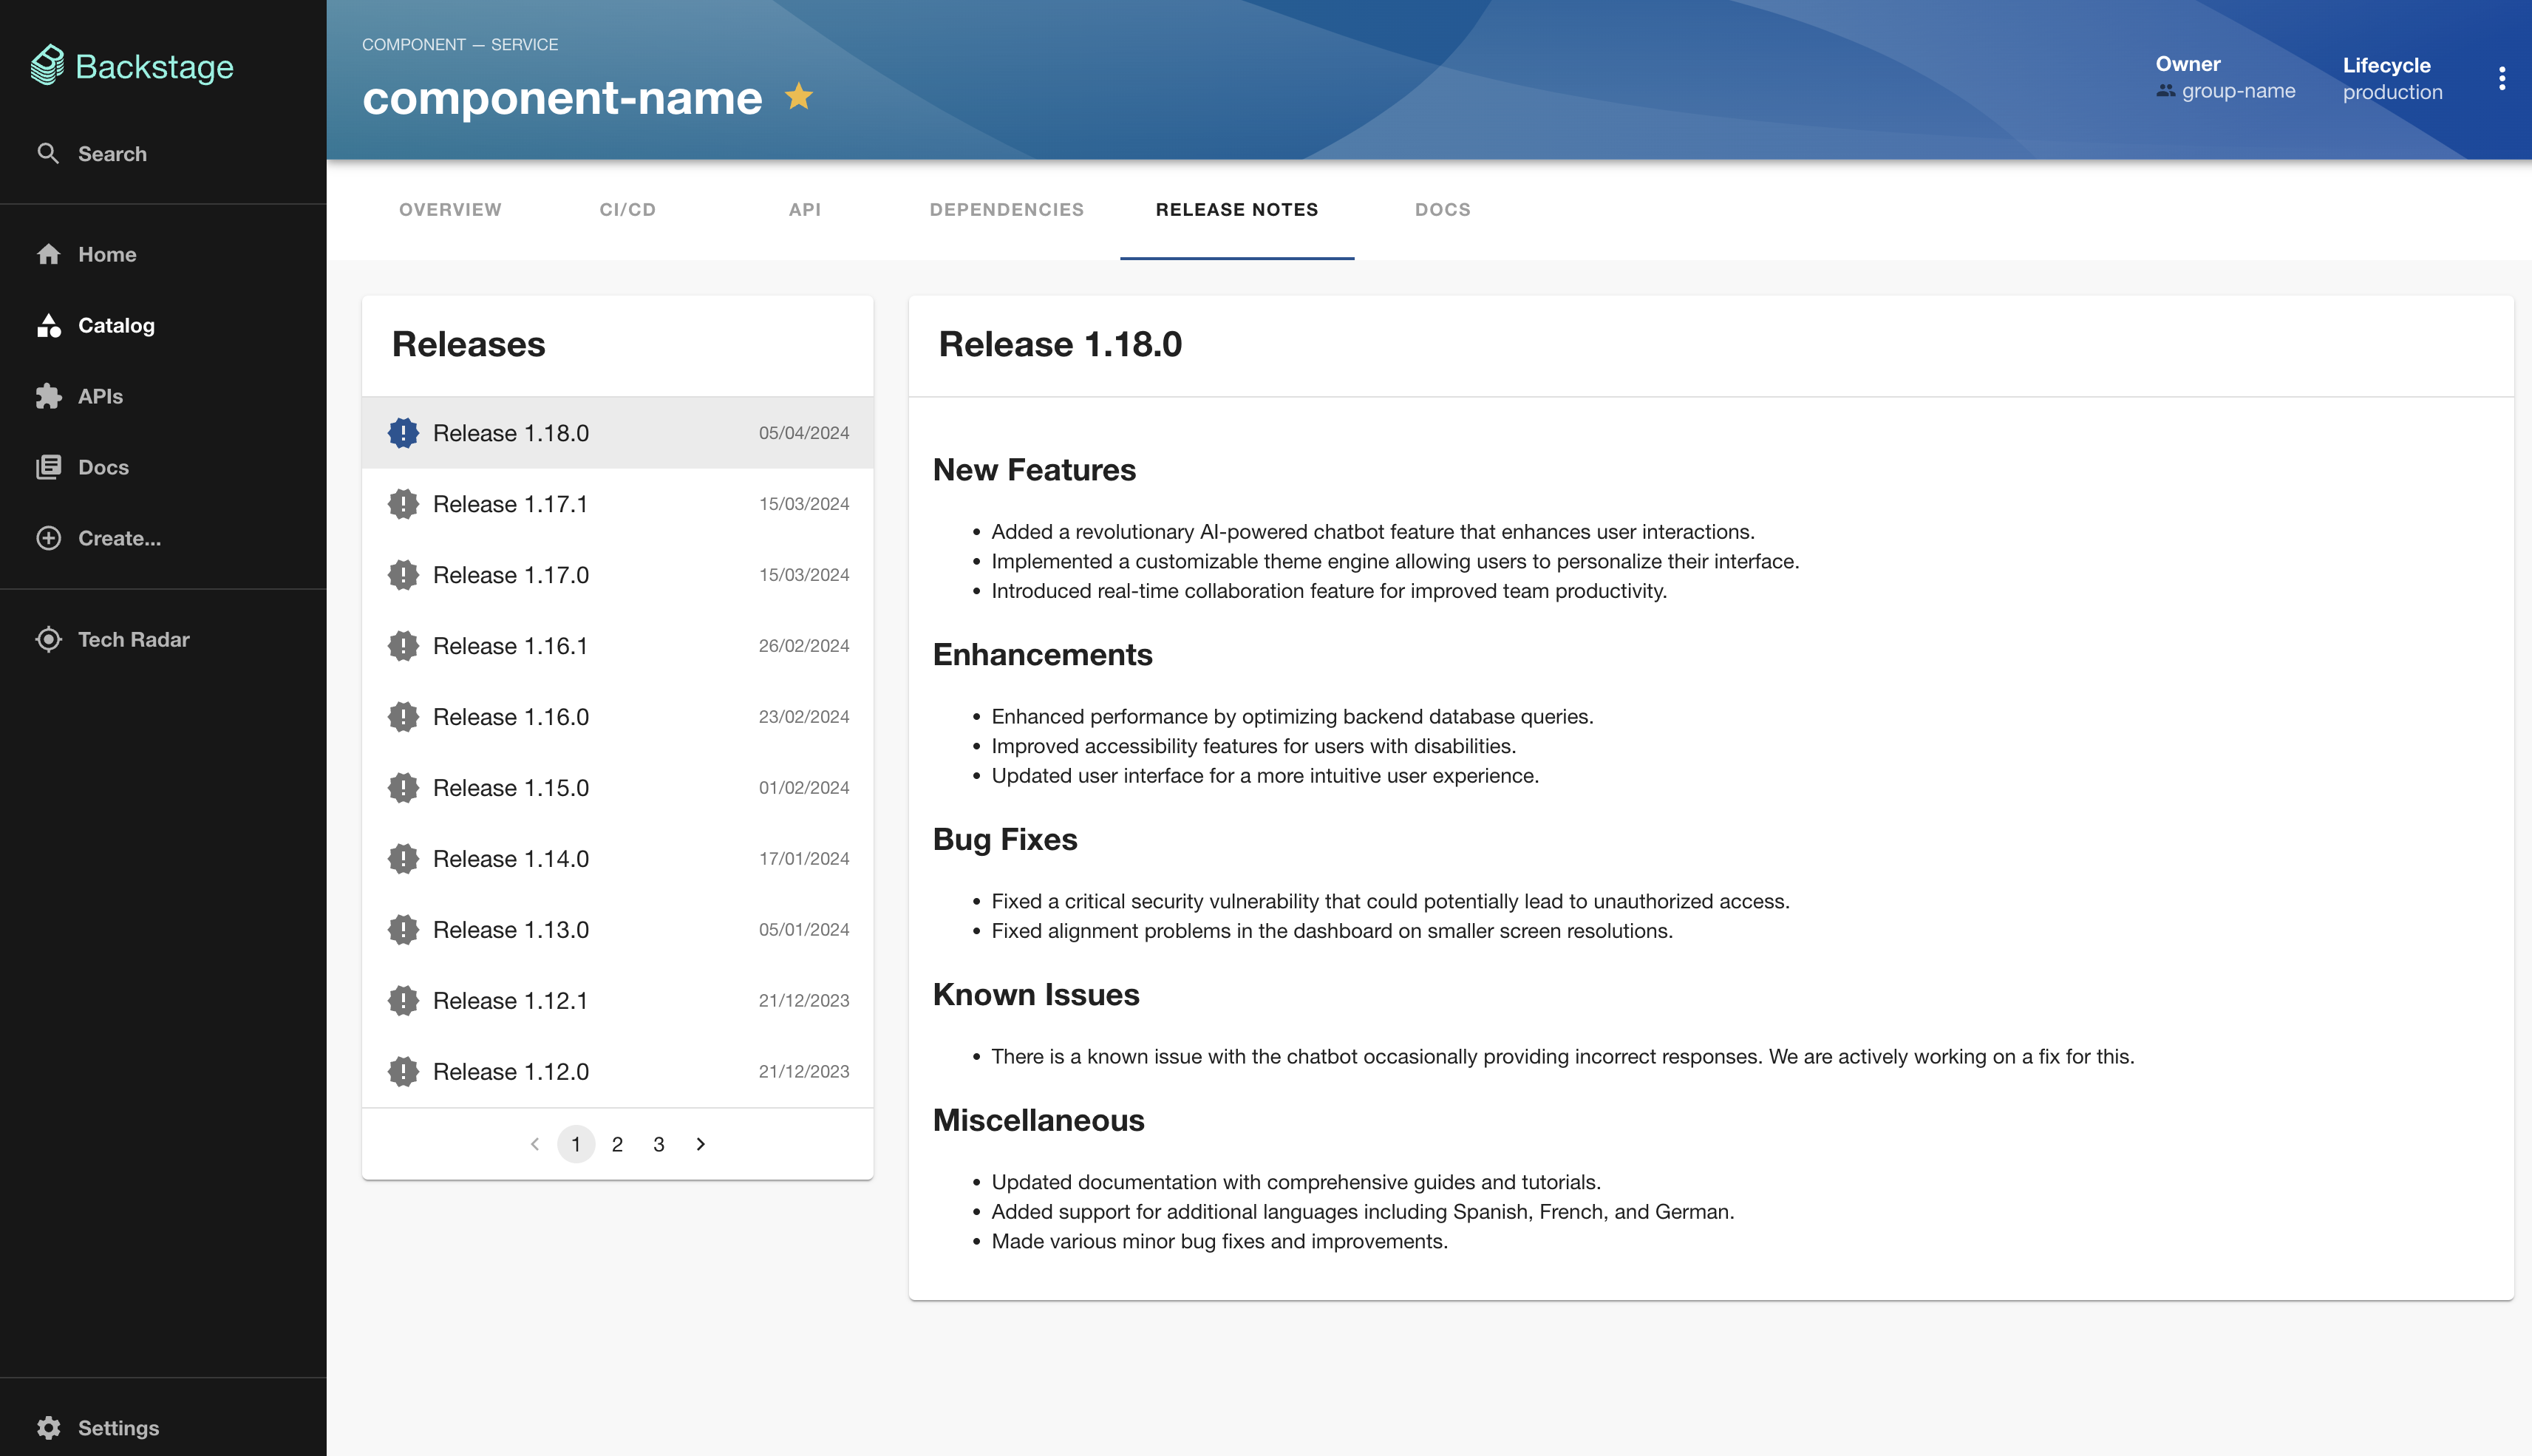 Backstage
Search
Home
Catalog
APIs
Docs
Create...
Tech Radar
Settings
COMPONENT — SERVICE
component-name
Owner
group-name
Lifecycle
production
OVERVIEW
CI/CD
API
DEPENDENCIES
RELEASE NOTES
DOCS
Releases
Release 1.18.0 05/04/2024
Release 1.17.1 15/03/2024
Release 1.17.0 15/03/2024
Release 1.16.1 26/02/2024
Release 1.16.0 23/02/2024
Release 1.15.0 01/02/2024
Release 1.14.0 17/01/2024
Release 1.13.0 05/01/2024
Release 1.12.1 21/12/2023
Release 1.12.0 21/12/2023
1 2 3
Release 1.18.0
New Features
• Added a revolutionary AI-powered chatbot feature that enhances user interactions.
• Implemented a customizable theme engine allowing users to personalize their interface.
• Introduced real-time collaboration feature for improved team productivity.
Enhancements
• Enhanced performance by optimizing backend database queries.
• Improved accessibility features for users with disabilities.
• Updated user interface for a more intuitive user experience.
Bug Fixes
• Fixed a critical security vulnerability that could potentially lead to unauthorized access.
• Fixed alignment problems in the dashboard on smaller screen resolutions.
Known Issues
• There is a known issue with the chatbot occasionally providing incorrect responses. We are actively working on a fix for this.
Miscellaneous
• Updated documentation with comprehensive guides and tutorials.
• Added support for additional languages including Spanish, French, and German.
• Made various minor bug fixes and improvements.